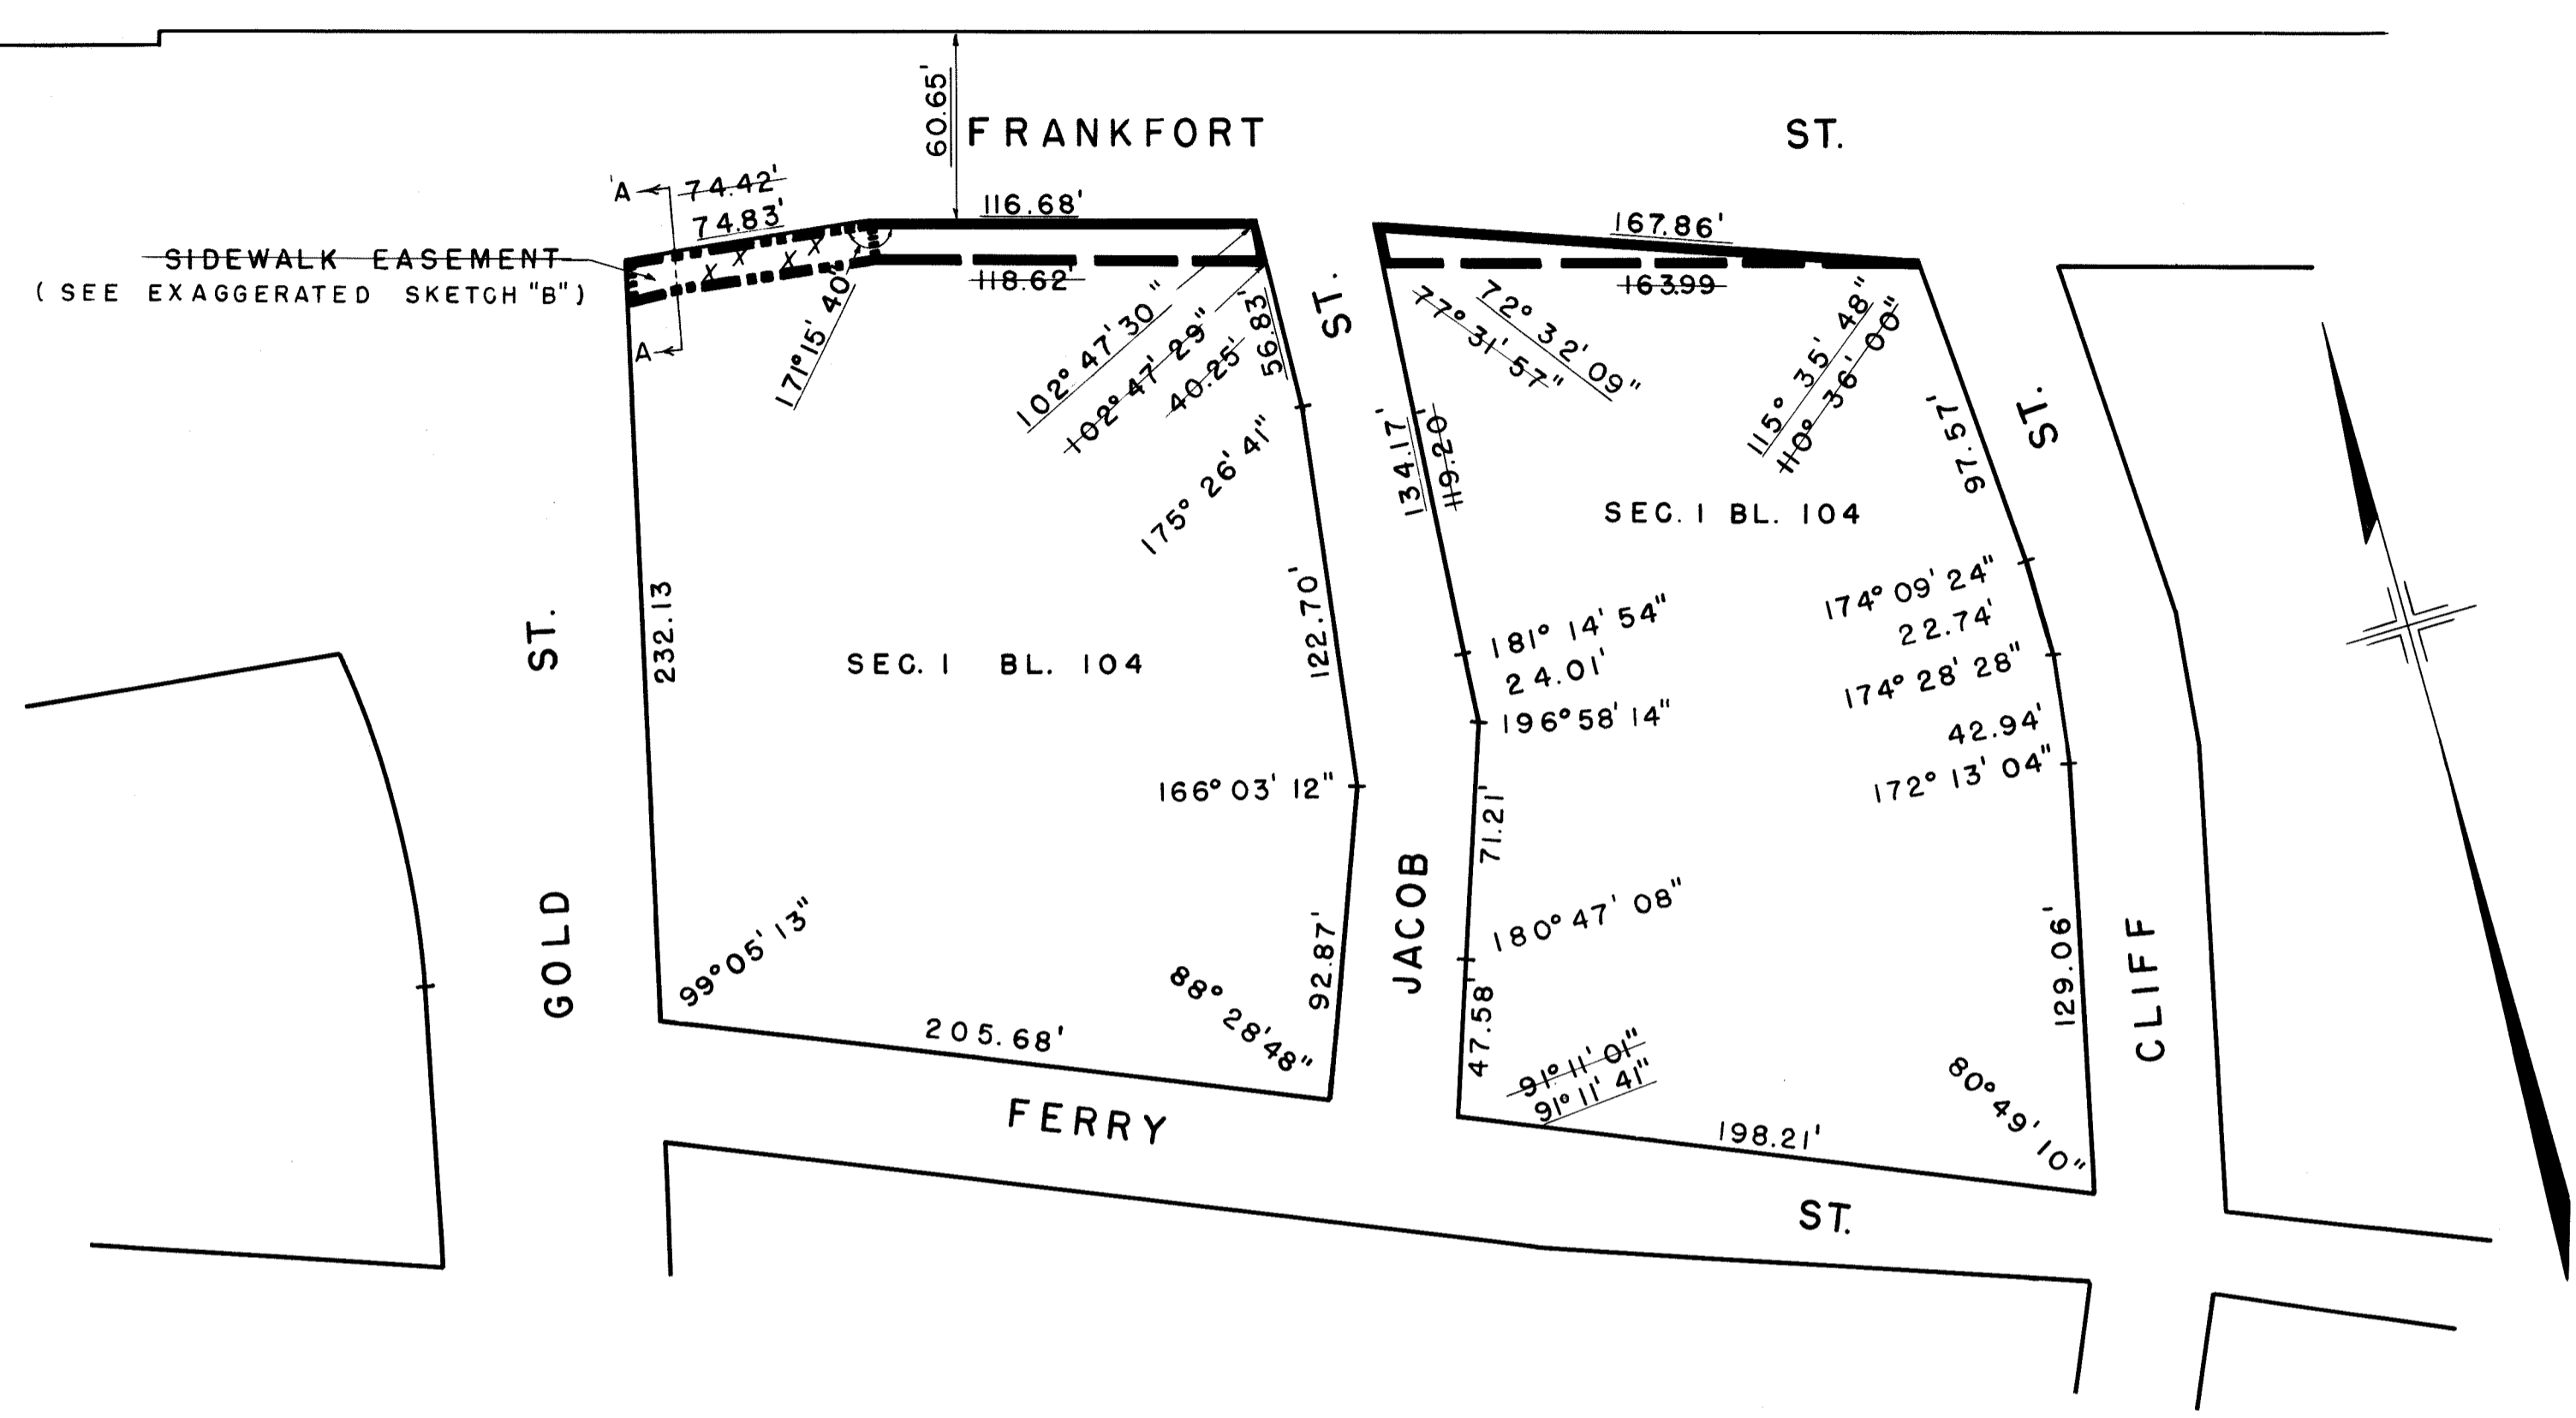 60.65'
FRANKFORT ST.
'A
74.42'
74.83'
116.68'
167.86'
SIDEWALK EASEMENT
(SEE EXAGGERATED SKETCH "B")
X X X X
A
118.62'
163.99
171° 15' 40"
102° 47' 30"
102° 47' 29"
40.25'
56.83'
ST.
72° 32' 09"
77° 31' 57"
115° 35' 48"
110° 36' 00"
97.57'
ST.
134.17'
119.20'
175° 26' 41"
SEC. 1 BL. 104
232.13
ST.
SEC. 1 BL. 104
122.70'
181° 14' 54"
24.01'
196° 58' 14"
174° 09' 24"
22.74'
174° 28' 28"
42.94'
172° 13' 04"
166° 03' 12"
71.21'
GOLD
99° 05' 13"
JACOB
180° 47' 08"
92.87'
88° 28' 48"
47.58'
129.06'
CLIFF
205.68'
91° 11' 01"
91° 11' 41"
80° 49' 10"
198.21'
FERRY
ST.